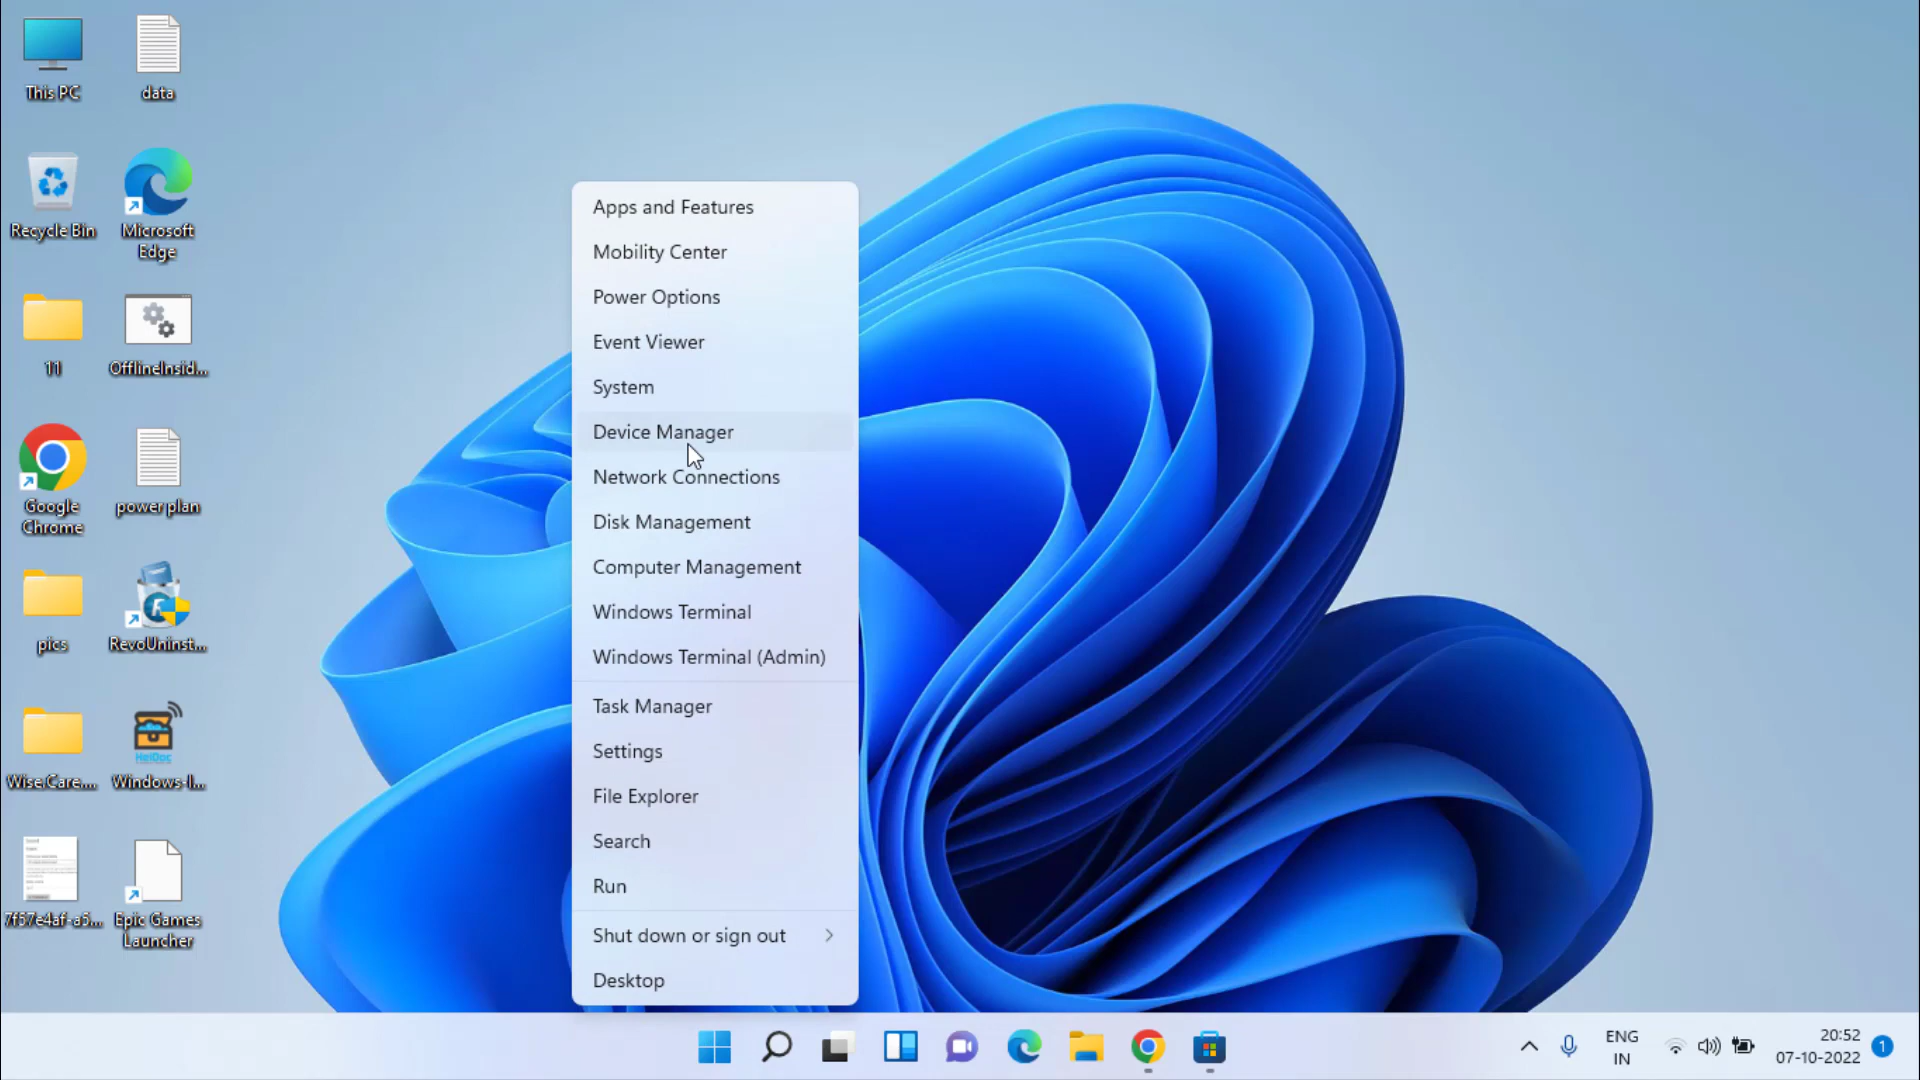 This PC
data
Recycle Bin
Microsoft
Edge
11
OfflineInsid...
Google
Chrome
power plan
pics
RevoUninst...
HeiDoc
Wise.Care....
Windows-I...
7f57e4af-a5...
Epic Games
Launcher
Apps and Features
Mobility Center
Power Options
Event Viewer
System
Device Manager
Network Connections
Disk Management
Computer Management
Windows Terminal
Windows Terminal (Admin)
Task Manager
Settings
File Explorer
Search
Run
Shut down or sign out
Desktop
ENG
IN
20:52
07-10-2022
1